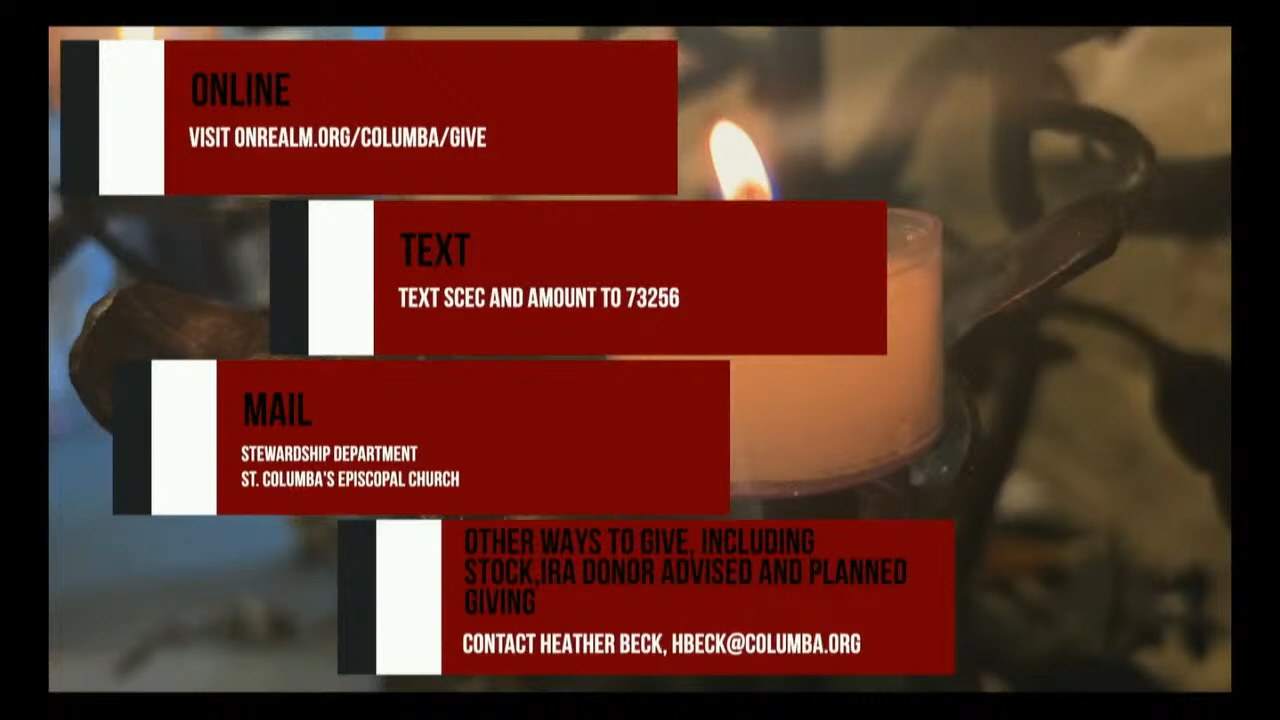 ONLINE
VISIT ONREALM.ORG/COLUMBA/GIVE
TEXT
TEXT SCEC AND AMOUNT TO 73256
MAIL
STEWARDSHIP DEPARTMENT
ST. COLUMBA'S EPISCOPAL CHURCH
OTHER WAYS TO GIVE, INCLUDING
STOCK,IRA DONOR ADVISED AND PLANNED
GIVING
CONTACT HEATHER BECK, HBECK@COLUMBA.ORG